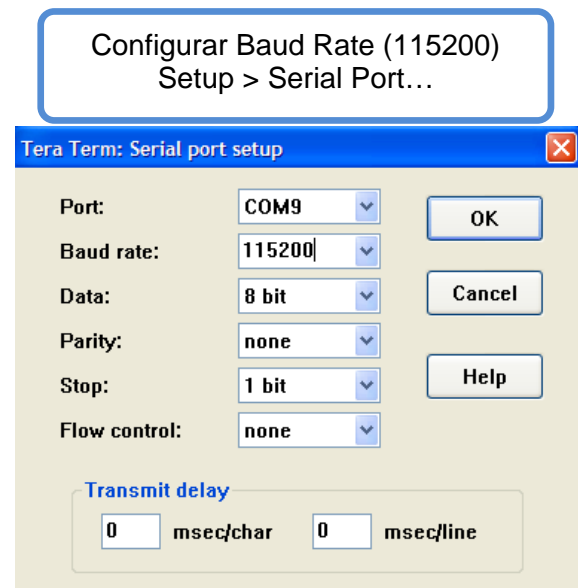 Configurar Baud Rate (115200)
Setup > Serial Port…
Tera Term: Serial port setup
Port: COM9 OK
Baud rate: 115200
Data: 8 bit Cancel
Parity: none
Stop: 1 bit Help
Flow control: none
Transmit delay
0 msec/char 0 msec/line